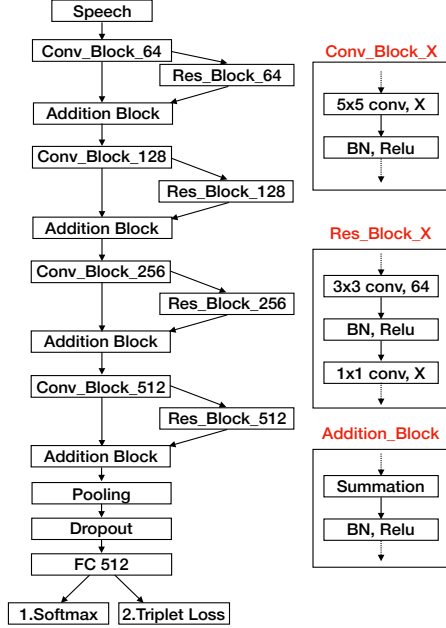 Speech
Conv_Block_64
Res_Block_64
Addition Block
Conv_Block_128
Res_Block_128
Addition Block
Conv_Block_256
Res_Block_256
Addition Block
Conv_Block_512
Res_Block_512
Addition Block
Pooling
Dropout
FC 512
1.Softmax
2.Triplet Loss
Conv_Block_X
5x5 conv, X
BN, Relu
Res_Block_X
3x3 conv, 64
BN, Relu
1x1 conv, X
Addition_Block
Summation
BN, Relu